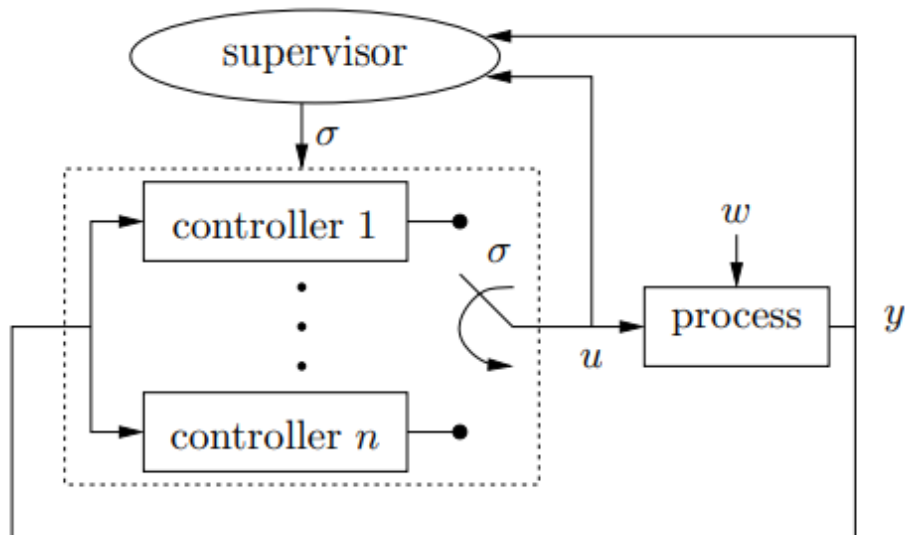 supervisor
σ
controller 1
σ
w
process
y
u
controller n